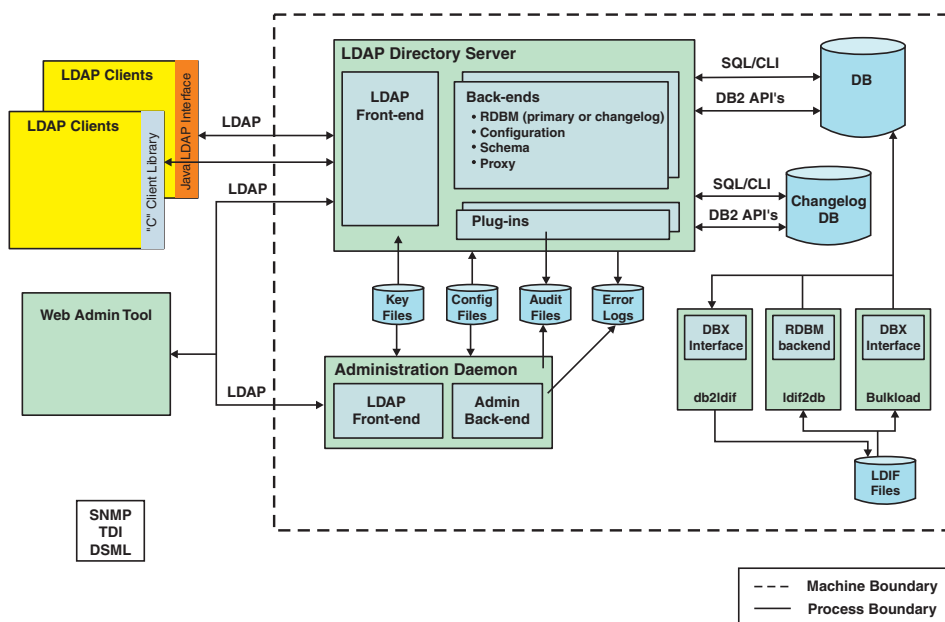 LDAP Directory Server
LDAP Clients
LDAP Clients
Java LDAP Interface
"C" Client Library
LDAP
LDAP
LDAP
Front-end
Back-ends
• RDBM (primary or changelog)
• Configuration
• Schema
• Proxy
Plug-ins
SQL/CLI
DB2 API's
DB
SQL/CLI
DB2 API's
Changelog
DB
Key
Files
Config
Files
Audit
Files
Error
Logs
Web Admin Tool
LDAP
Administration Daemon
LDAP
Front-end
Admin
Back-end
DBX
Interface
db2ldif
RDBM
backend
ldif2db
DBX
Interface
Bulkload
LDIF
Files
SNMP
TDI
DSML
Machine Boundary
Process Boundary